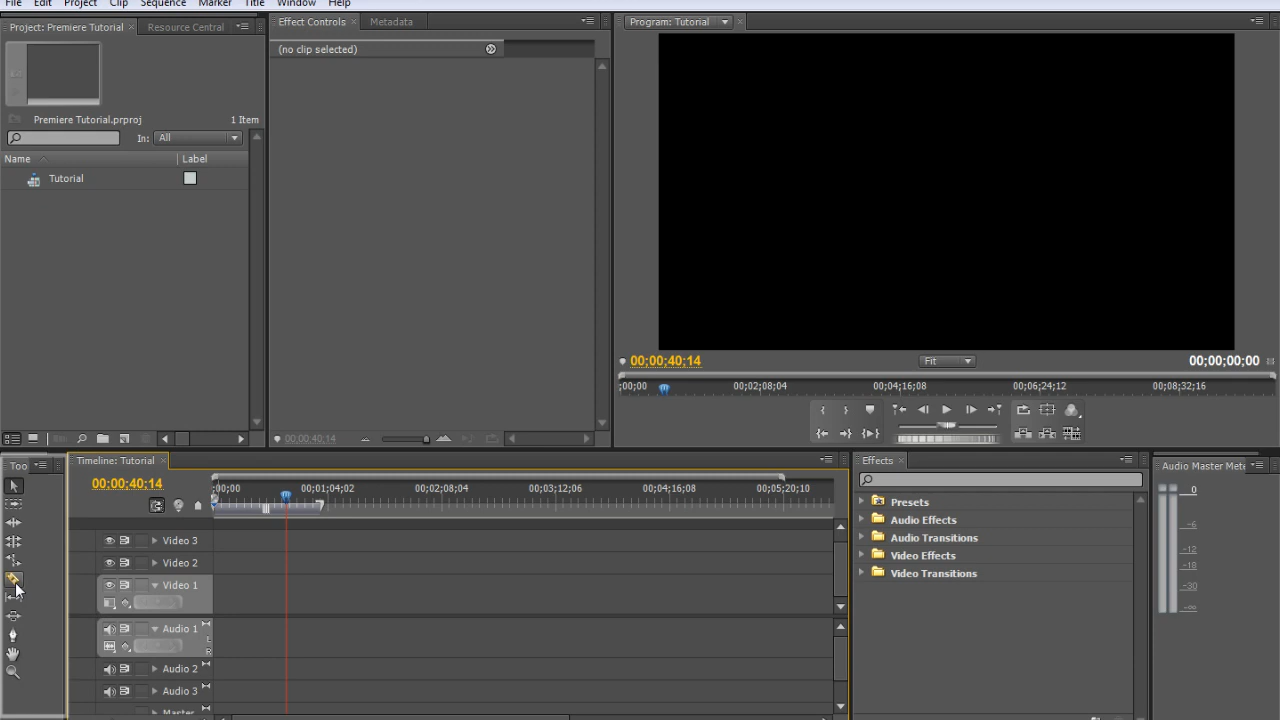 File Edit Project Clip Sequence Marker Title Window Help
Project: Premiere Tutorial
Resource Central
Premiere Tutorial.prproj
1 Item
In: All
Name
Label
Tutorial
Effect Controls
Metadata
(no clip selected)
00;00;40;14
Program: Tutorial
00;00;40;14
Fit
00;00;00;00
;00;00
00;02;08;04
00;04;16;08
00;06;24;12
00;08;32;16
Too
Timeline: Tutorial
00;00;40;14
;00;00
00;01;04;02
00;02;08;04
00;03;12;06
00;04;16;08
00;05;20;10
Video 3
Video 2
Video 1
Audio 1
L
R
Audio 2
Audio 3
Master
Effects
Presets
Audio Effects
Audio Transitions
Video Effects
Video Transitions
Audio Master Mete
0
-6
-12
-18
-30
-∞